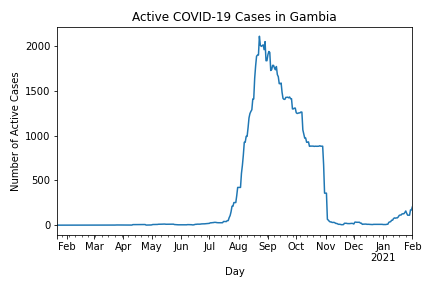 Active COVID-19 Cases in Gambia
Number of Active Cases
2000
1500
1000
500
0
Feb Mar Apr May Jun Jul Aug Sep Oct Nov Dec Jan Feb
2021
Day